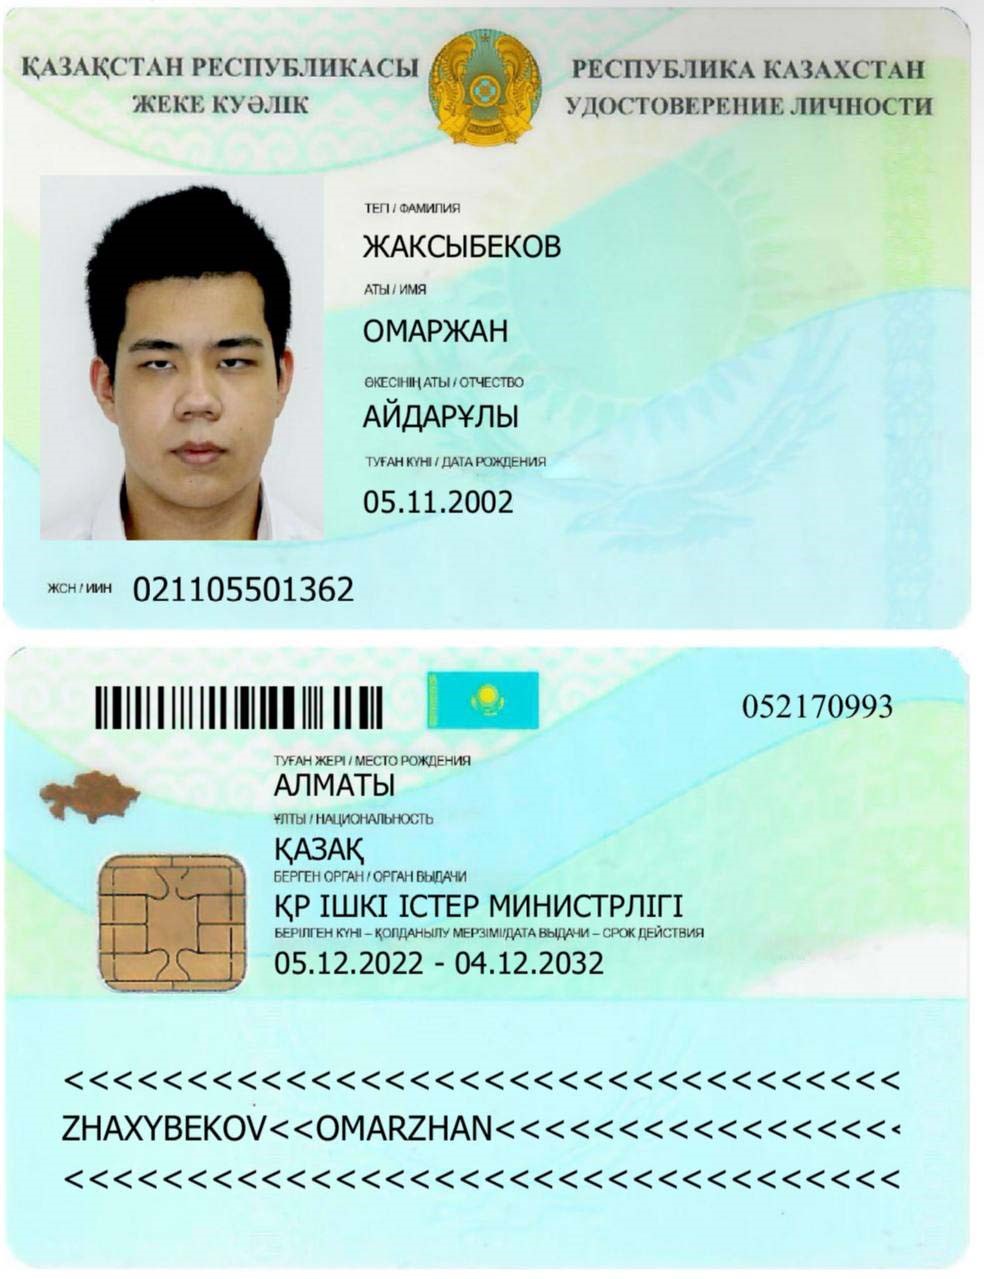 ҚАЗАҚСТАН РЕСПУБЛИКАСЫ
ЖЕКЕ КУӘЛІК
РЕСПУБЛИКА КАЗАХСТАН
УДОСТОВЕРЕНИЕ ЛИЧНОСТИ
ТЕГІ / ФАМИЛИЯ
ЖАКСЫБЕКОВ
АТЫ / ИМЯ
ОМАРЖАН
ӘКЕСІНІҢ АТЫ / ОТЧЕСТВО
АЙДАРҰЛЫ
ТУҒАН КҮНІ / ДАТА РОЖДЕНИЯ
05.11.2002
ЖСН / ИИН 021105501362
052170993
ТУҒАН ЖЕРІ / МЕСТО РОЖДЕНИЯ
АЛМАТЫ
ҰЛТЫ / НАЦИОНАЛЬНОСТЬ
ҚАЗАҚ
БЕРГЕН ОРГАН / ОРГАН ВЫДАЧИ
ҚР ІШКІ ІСТЕР МИНИСТРЛІГІ
БЕРІЛГЕН КҮНІ – ҚОЛДАНЫЛУ МЕРЗІМІ/ДАТА ВЫДАЧИ – СРОК ДЕЙСТВИЯ
05.12.2022 - 04.12.2032
<<<<<<<<<<<<<<<<<<<<<<<<<<<<<<<<<<
ZHAXYBEKOV<<OMARZHAN<<<<<<<<<<<<<<<<<
<<<<<<<<<<<<<<<<<<<<<<<<<<<<<<<<<<